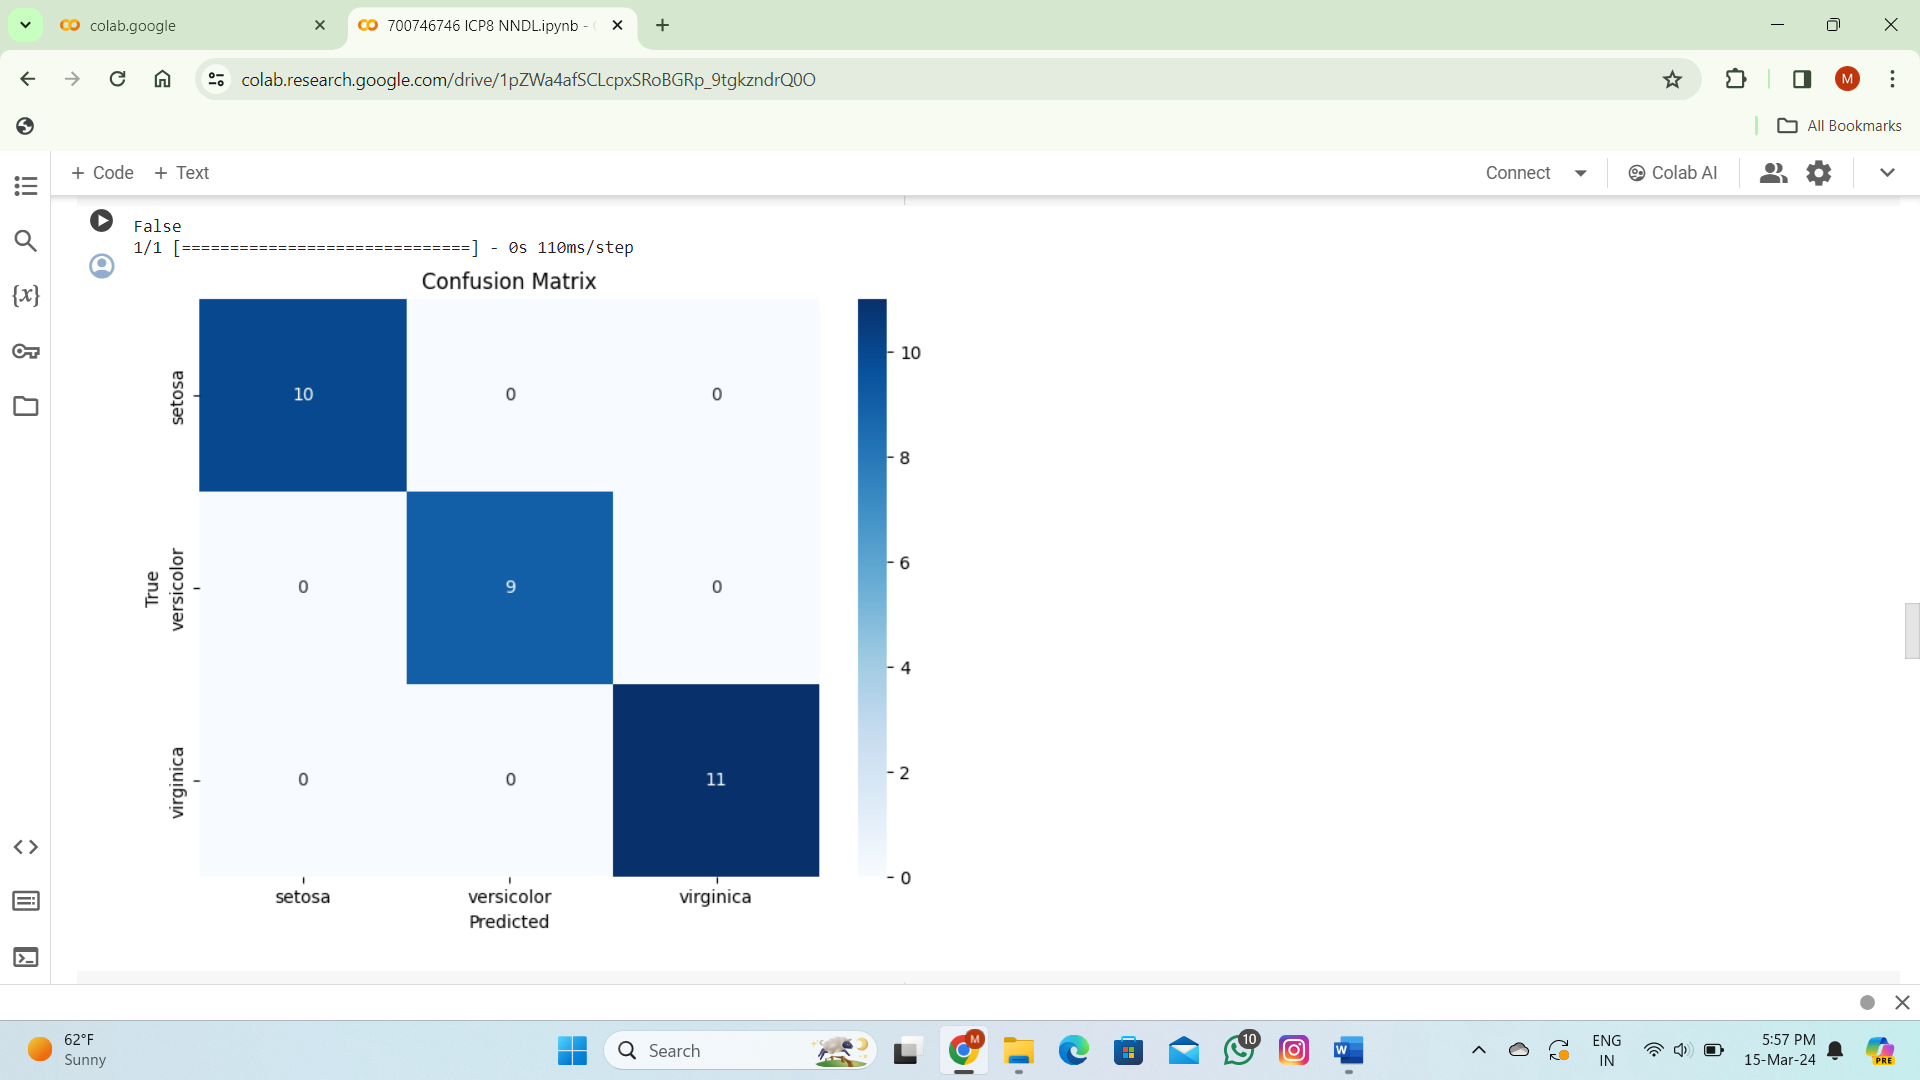 colab.google
700746746 ICP8 NNDL.ipynb -
colab.research.google.com/drive/1pZWa4afSCLcpxSRoBGRp_9tgkzndrQ0O
M
All Bookmarks
+ Code + Text
Connect
Colab AI
{x}
False
1/1 [==============================] - 0s 110ms/step
Confusion Matrix
setosa
10 0 0
True
versicolor
0 9 0
virginica
0 0 11
10
8
6
4
2
0
setosa versicolor virginica
Predicted
62°F
Sunny
Search
M
10
W
ENG
IN
5:57 PM
15-Mar-24
PRE